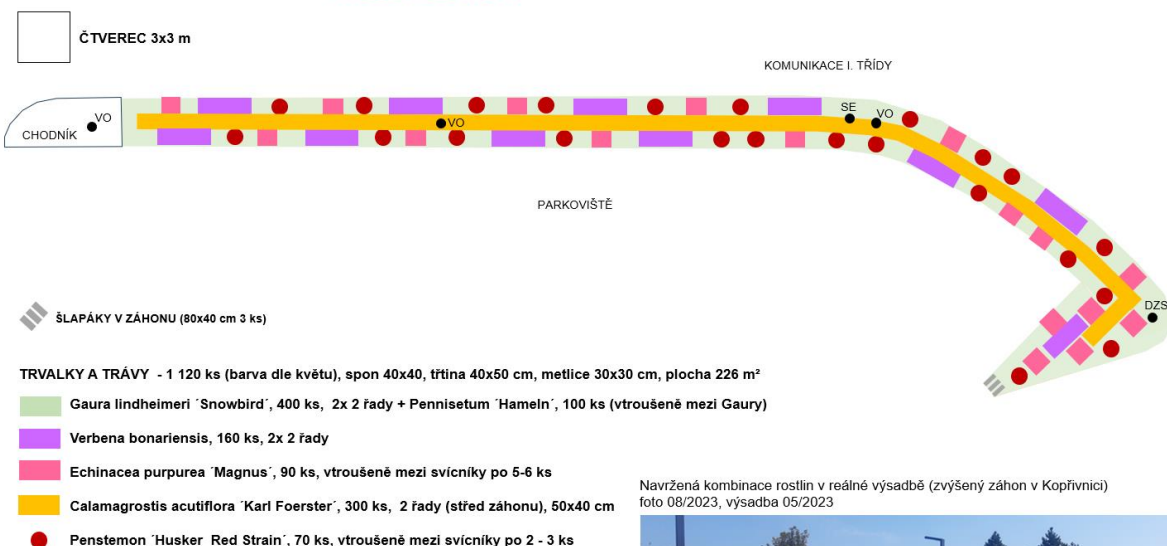 ČTVEREC 3x3 m
KOMUNIKACE I. TŘÍDY
VO
CHODNÍK
VO
SE
VO
PARKOVIŠTĚ
DZS
ŠLAPÁKY V ZÁHONU (80x40 cm 3 ks)
TRVALKY A TRÁVY - 1 120 ks (barva dle květu), spon 40x40, třtina 40x50 cm, metlice 30x30 cm, plocha 226 m²
Gaura lindheimeri ´Snowbird´, 400 ks, 2x 2 řady + Pennisetum ´Hameln´, 100 ks (vtroušeně mezi Gaury)
Verbena bonariensis, 160 ks, 2x 2 řady
Echinacea purpurea ´Magnus´, 90 ks, vtroušeně mezi svícníky po 5-6 ks
Calamagrostis acutiflora ´Karl Foerster´, 300 ks, 2 řady (střed záhonu), 50x40 cm
Penstemon ´Husker Red Strain´, 70 ks, vtroušeně mezi svícníky po 2 - 3 ks
Navržená kombinace rostlin v reálné výsadbě (zvýšený záhon v Kopřivnici)
foto 08/2023, výsadba 05/2023